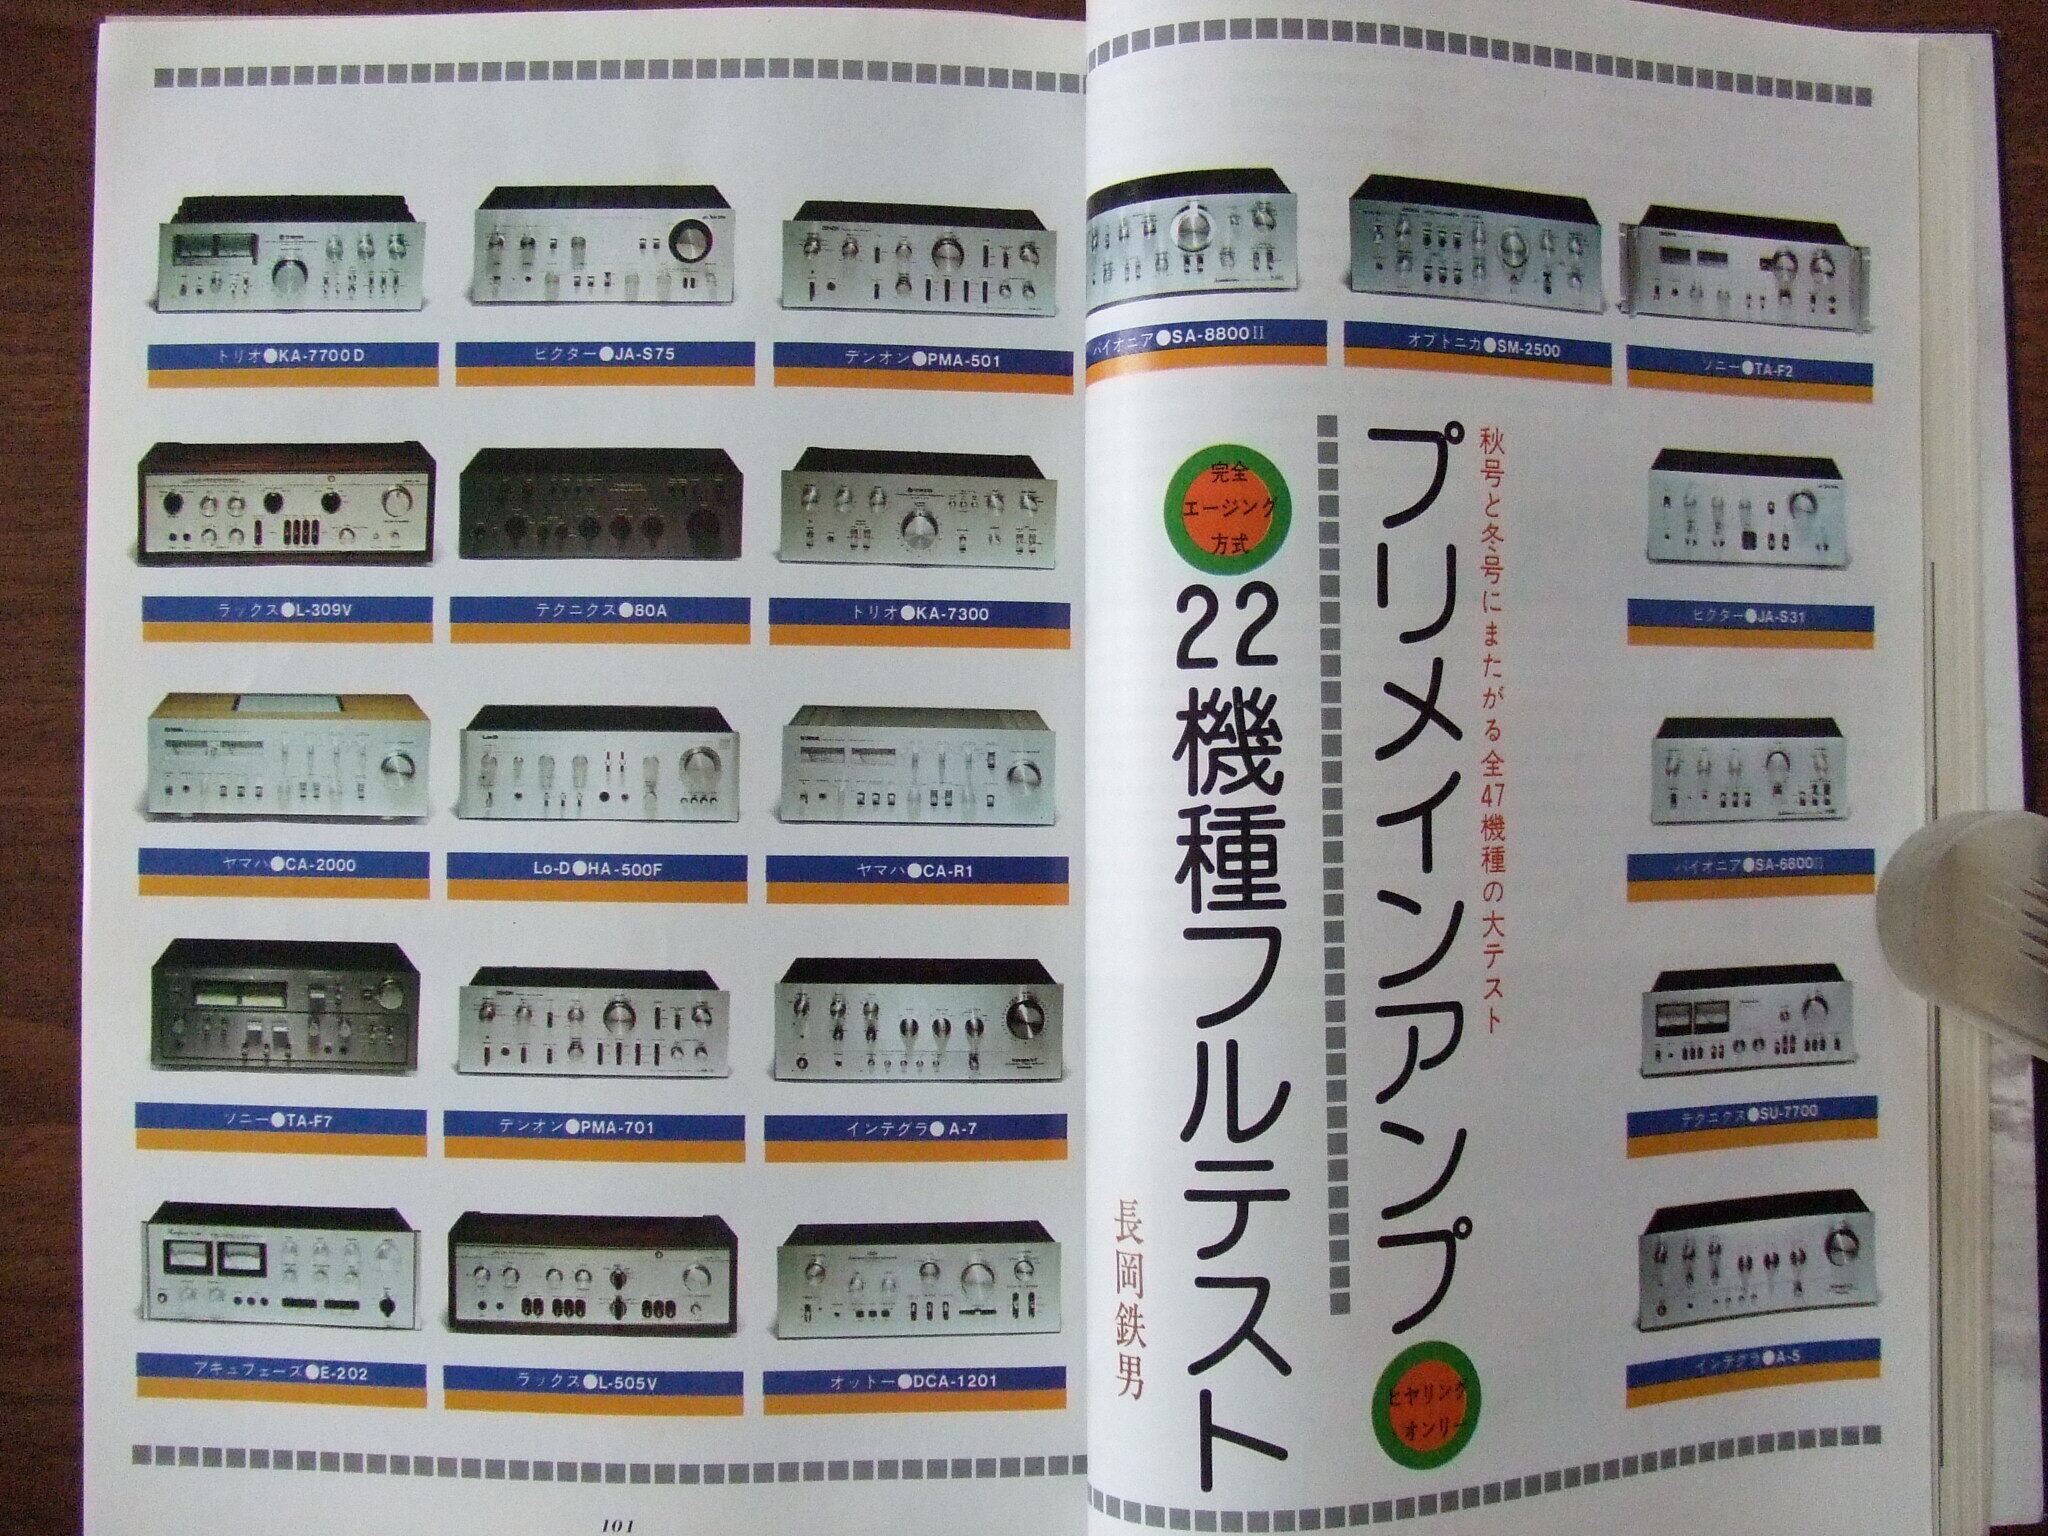 トリオ●KA-7700D
ビクター●JA-S75
デンオン●PMA-501
パイオニア●SA-8800II
オプトニカ●SM-2500
ソニー●TA-F2
ラックス●L-309V
テクニクス●80A
トリオ●KA-7300
ヤマハ●CA-2000
Lo-D●HA-500F
ヤマハ●CA-R1
ソニー●TA-F7
デンオン●PMA-701
インテグラ●A-7
アキュフェーズ●E-202
ラックス●L-505V
オットー●DCA-1201
101
ビクター●JA-S31
パイオニア●SA-6800II
テクニクス●SU-7700
インテグラ●A-5
秋号と冬号にまたがる全47機種の大テスト
プリメインアンプ
ヒヤリング
オンリー
完全
エージング
方式
22機種フルテスト
長岡鉄男